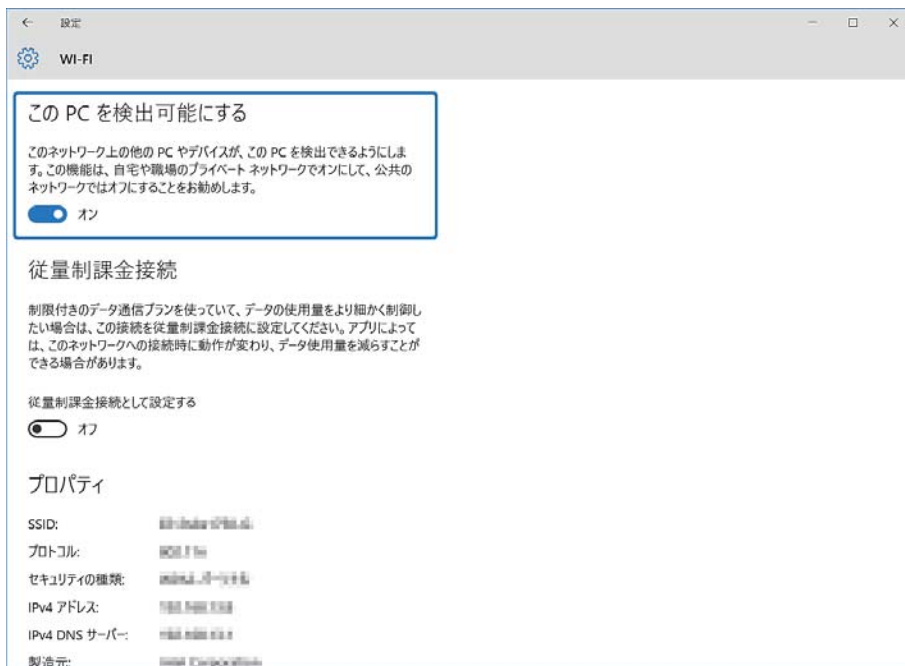 設定
WI-FI
この PC を検出可能にする
このネットワーク上の他の PC やデバイスが、この PC を検出できるようにしま
す。この機能は、自宅や職場のプライベート ネットワークでオンにして、公共の
ネットワークではオフにすることをお勧めします。
オン
従量制課金接続
制限付きのデータ通信プランを使っていて、データの使用量をより細かく制御し
たい場合は、この接続を従量制課金接続に設定してください。アプリによって
は、このネットワークへの接続時に動作が変わり、データ使用量を減らすことが
できる場合があります。
従量制課金接続として設定する
オフ
プロパティ
SSID:
プロトコル:
セキュリティの種類:
IPv4 アドレス:
IPv4 DNS サーバー:
製造元: